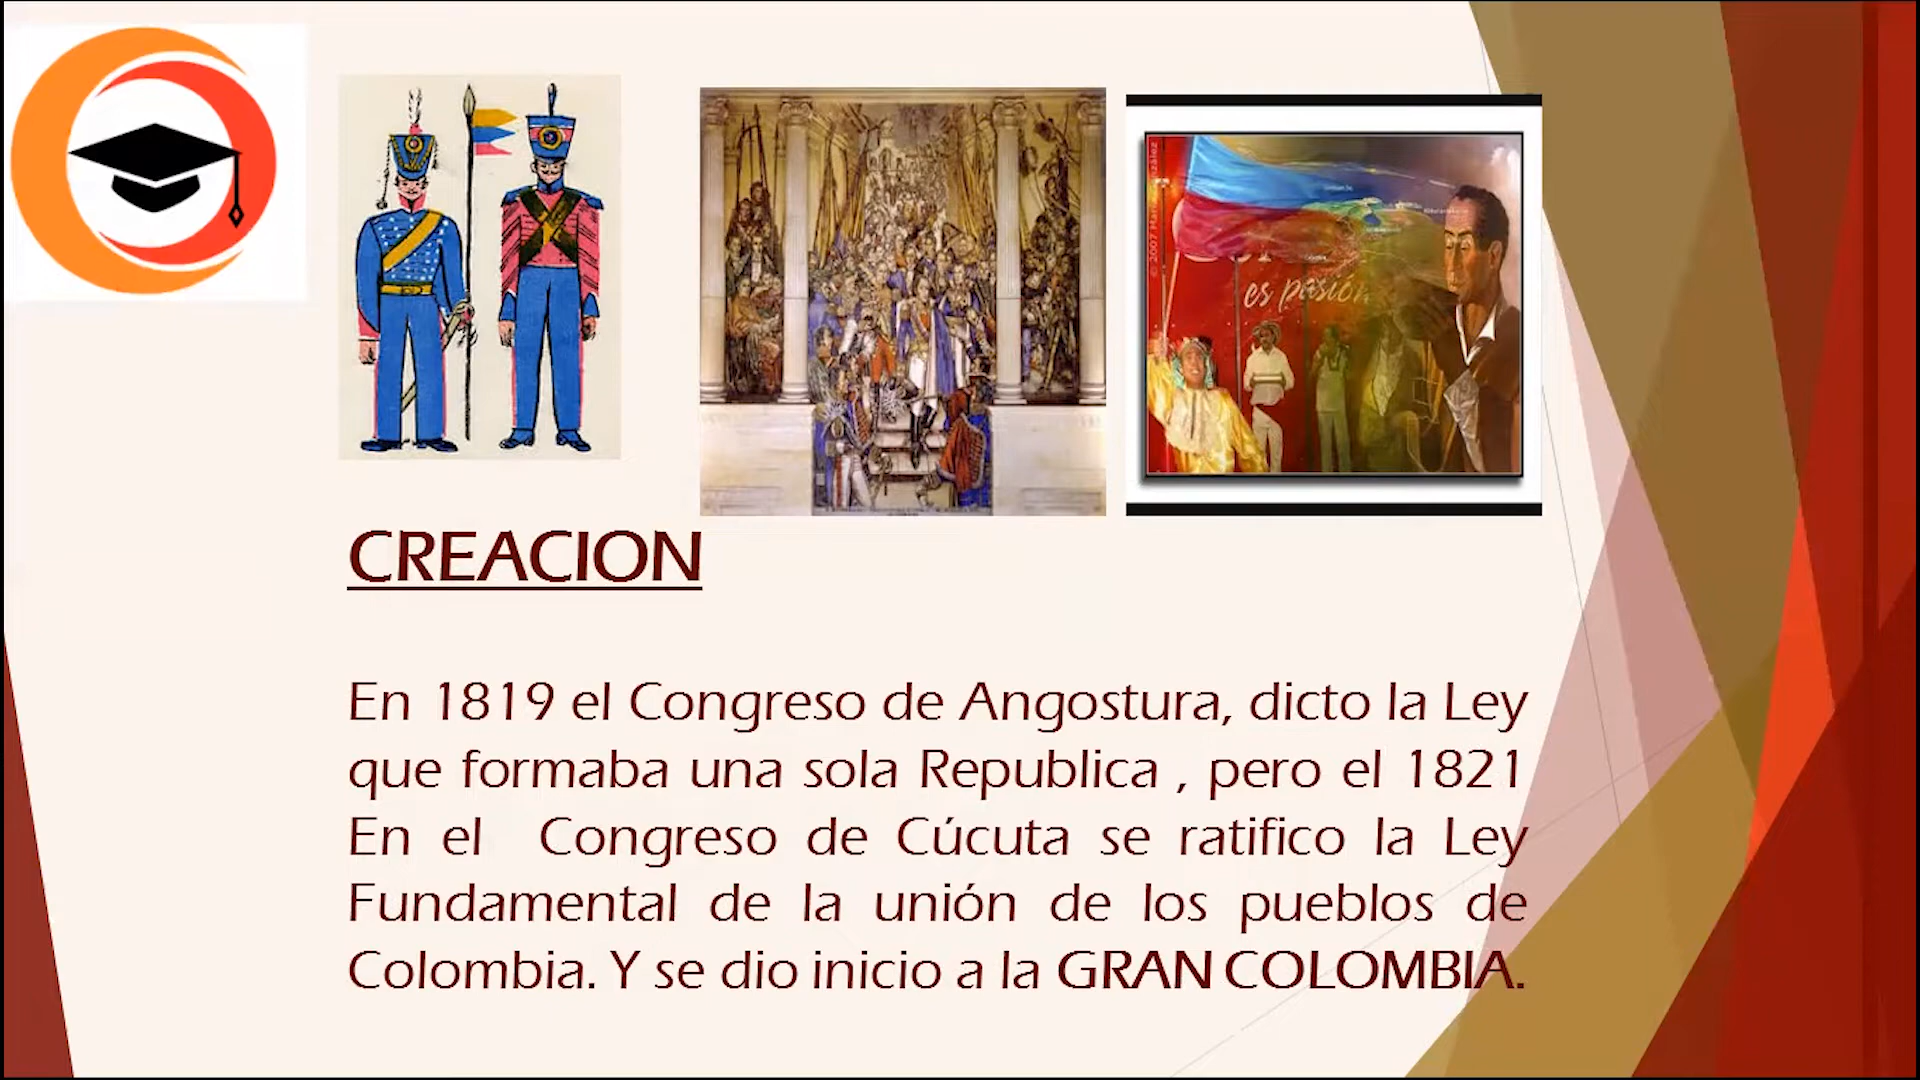 es pasión
CREACION
En 1819 el Congreso de Angostura, dicto la Ley
que formaba una sola Republica , pero el 1821
En el Congreso de Cúcuta se ratifico la Ley
Fundamental de la unión de los pueblos de
Colombia. Y se dio inicio a la GRAN COLOMBIA.